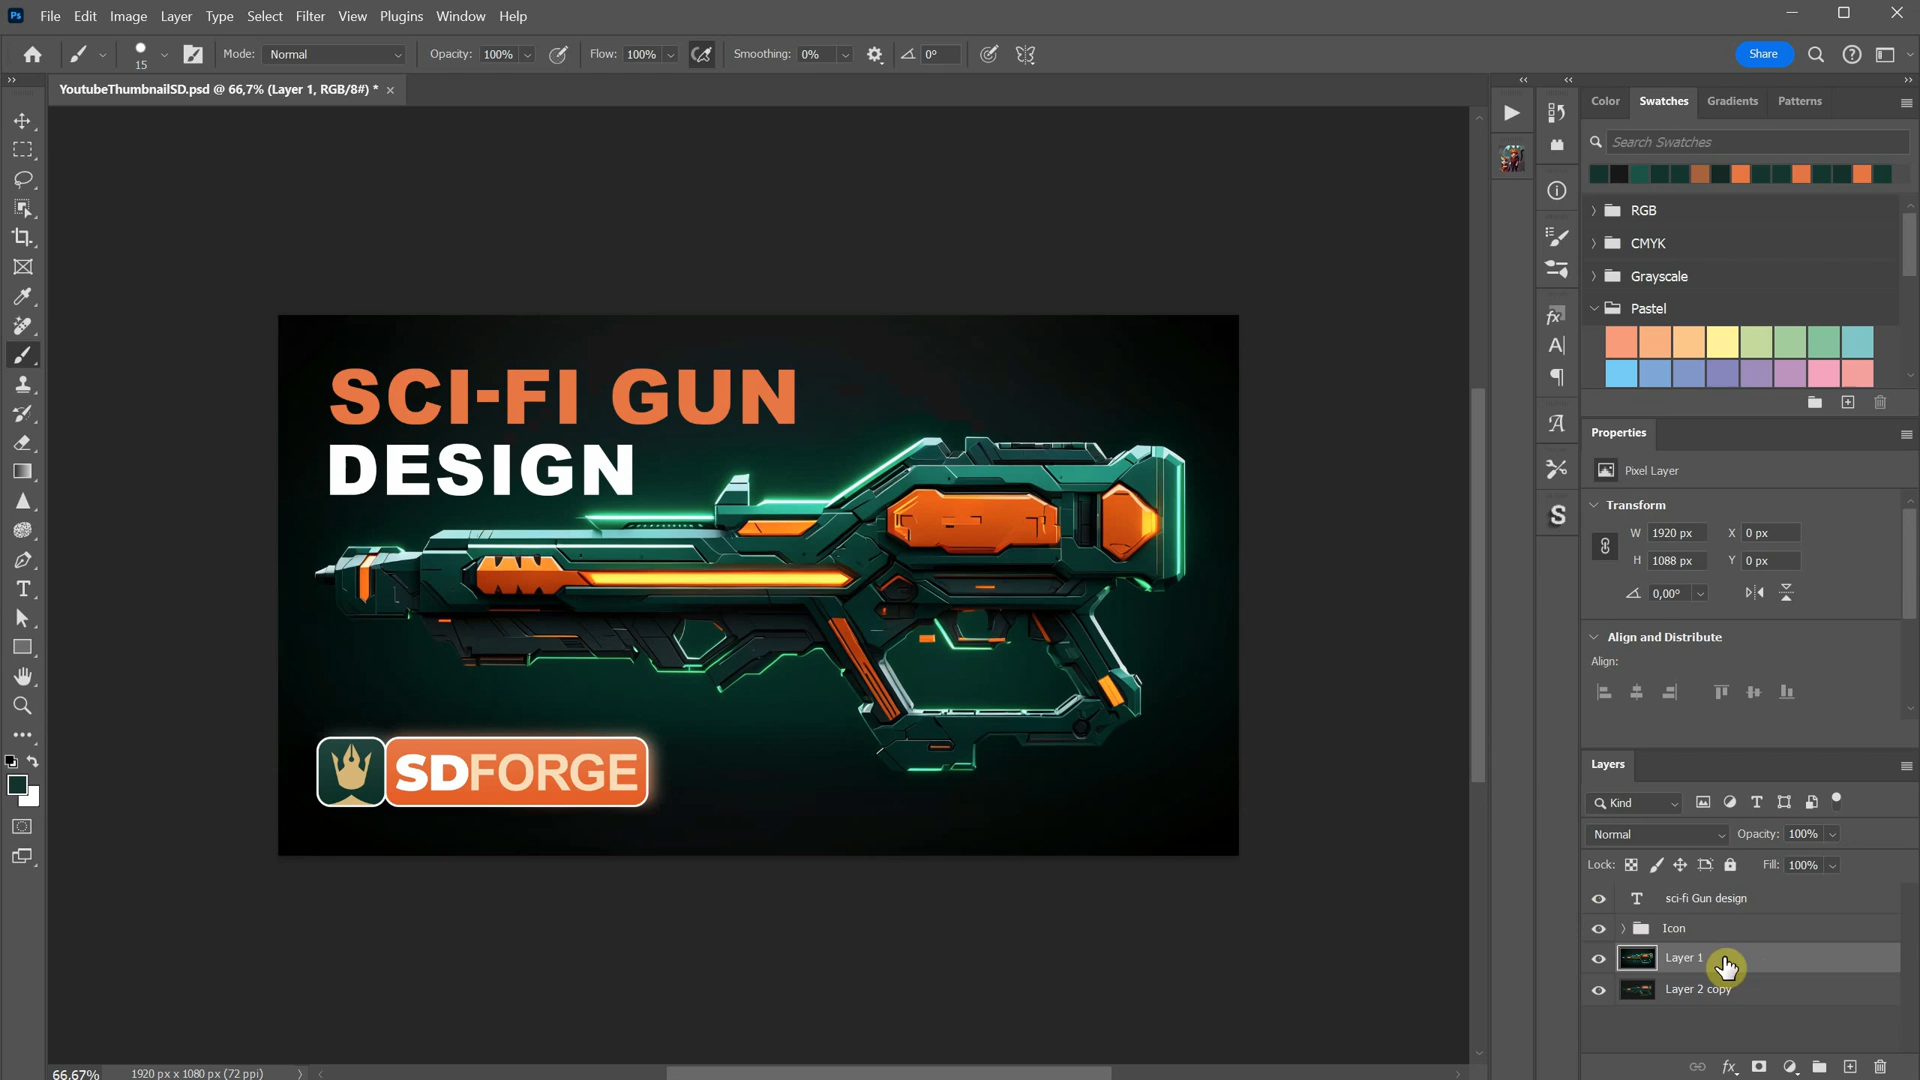 Ps File Edit Image Layer Type Select Filter View Plugins Window Help
15 Mode: Normal Opacity: 100% Flow: 100% Smoothing: 0% 0° Share
YoutubeThumbnailSD.psd @ 66,7% (Layer 1, RGB/8#) * ×
Color Swatches Gradients Patterns
Search Swatches
RGB
CMYK
Grayscale
Pastel
SCI-FI GUN
DESIGN
SDFORGE
Properties
Pixel Layer
Transform
W 1920 px X 0 px
H 1088 px Y 0 px
0,00°
Align and Distribute
Align:
Layers
Kind
Normal Opacity: 100%
Lock: Fill: 100%
sci-fi Gun design
Icon
Layer 1
Layer 2 copy
66,67% 1920 px x 1080 px (72 ppi)